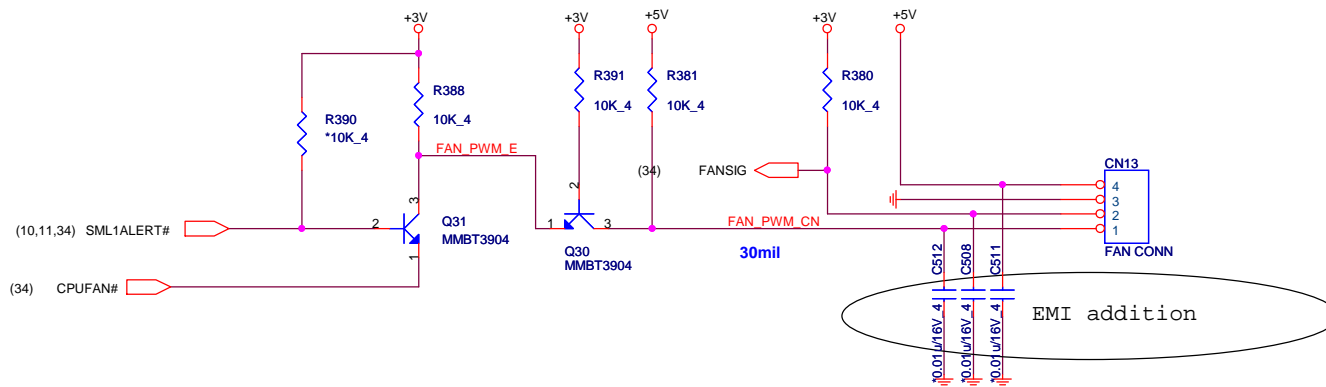 +3V
+3V
+5V
+3V
+5V
R390
*10K_4
R388
10K_4
R391
10K_4
R381
10K_4
R380
10K_4
FAN_PWM_E
(34)
FANSIG
CN13
4
3
2
1
FAN CONN
(10,11,34) SML1ALERT#
2
3
1
Q31
MMBT3904
2
1
3
Q30
MMBT3904
FAN_PWM_CN
30mil
(34) CPUFAN#
C512
C508
C511
*0.01u/16V_4
*0.01u/16V_4
*0.01u/16V_4
EMI addition